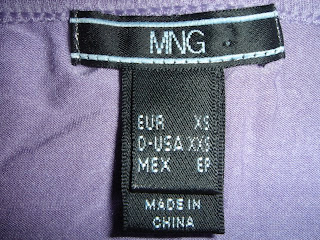 MNG
EUR XS
D-USA XXS
MEX EP
MADE IN
CHINA